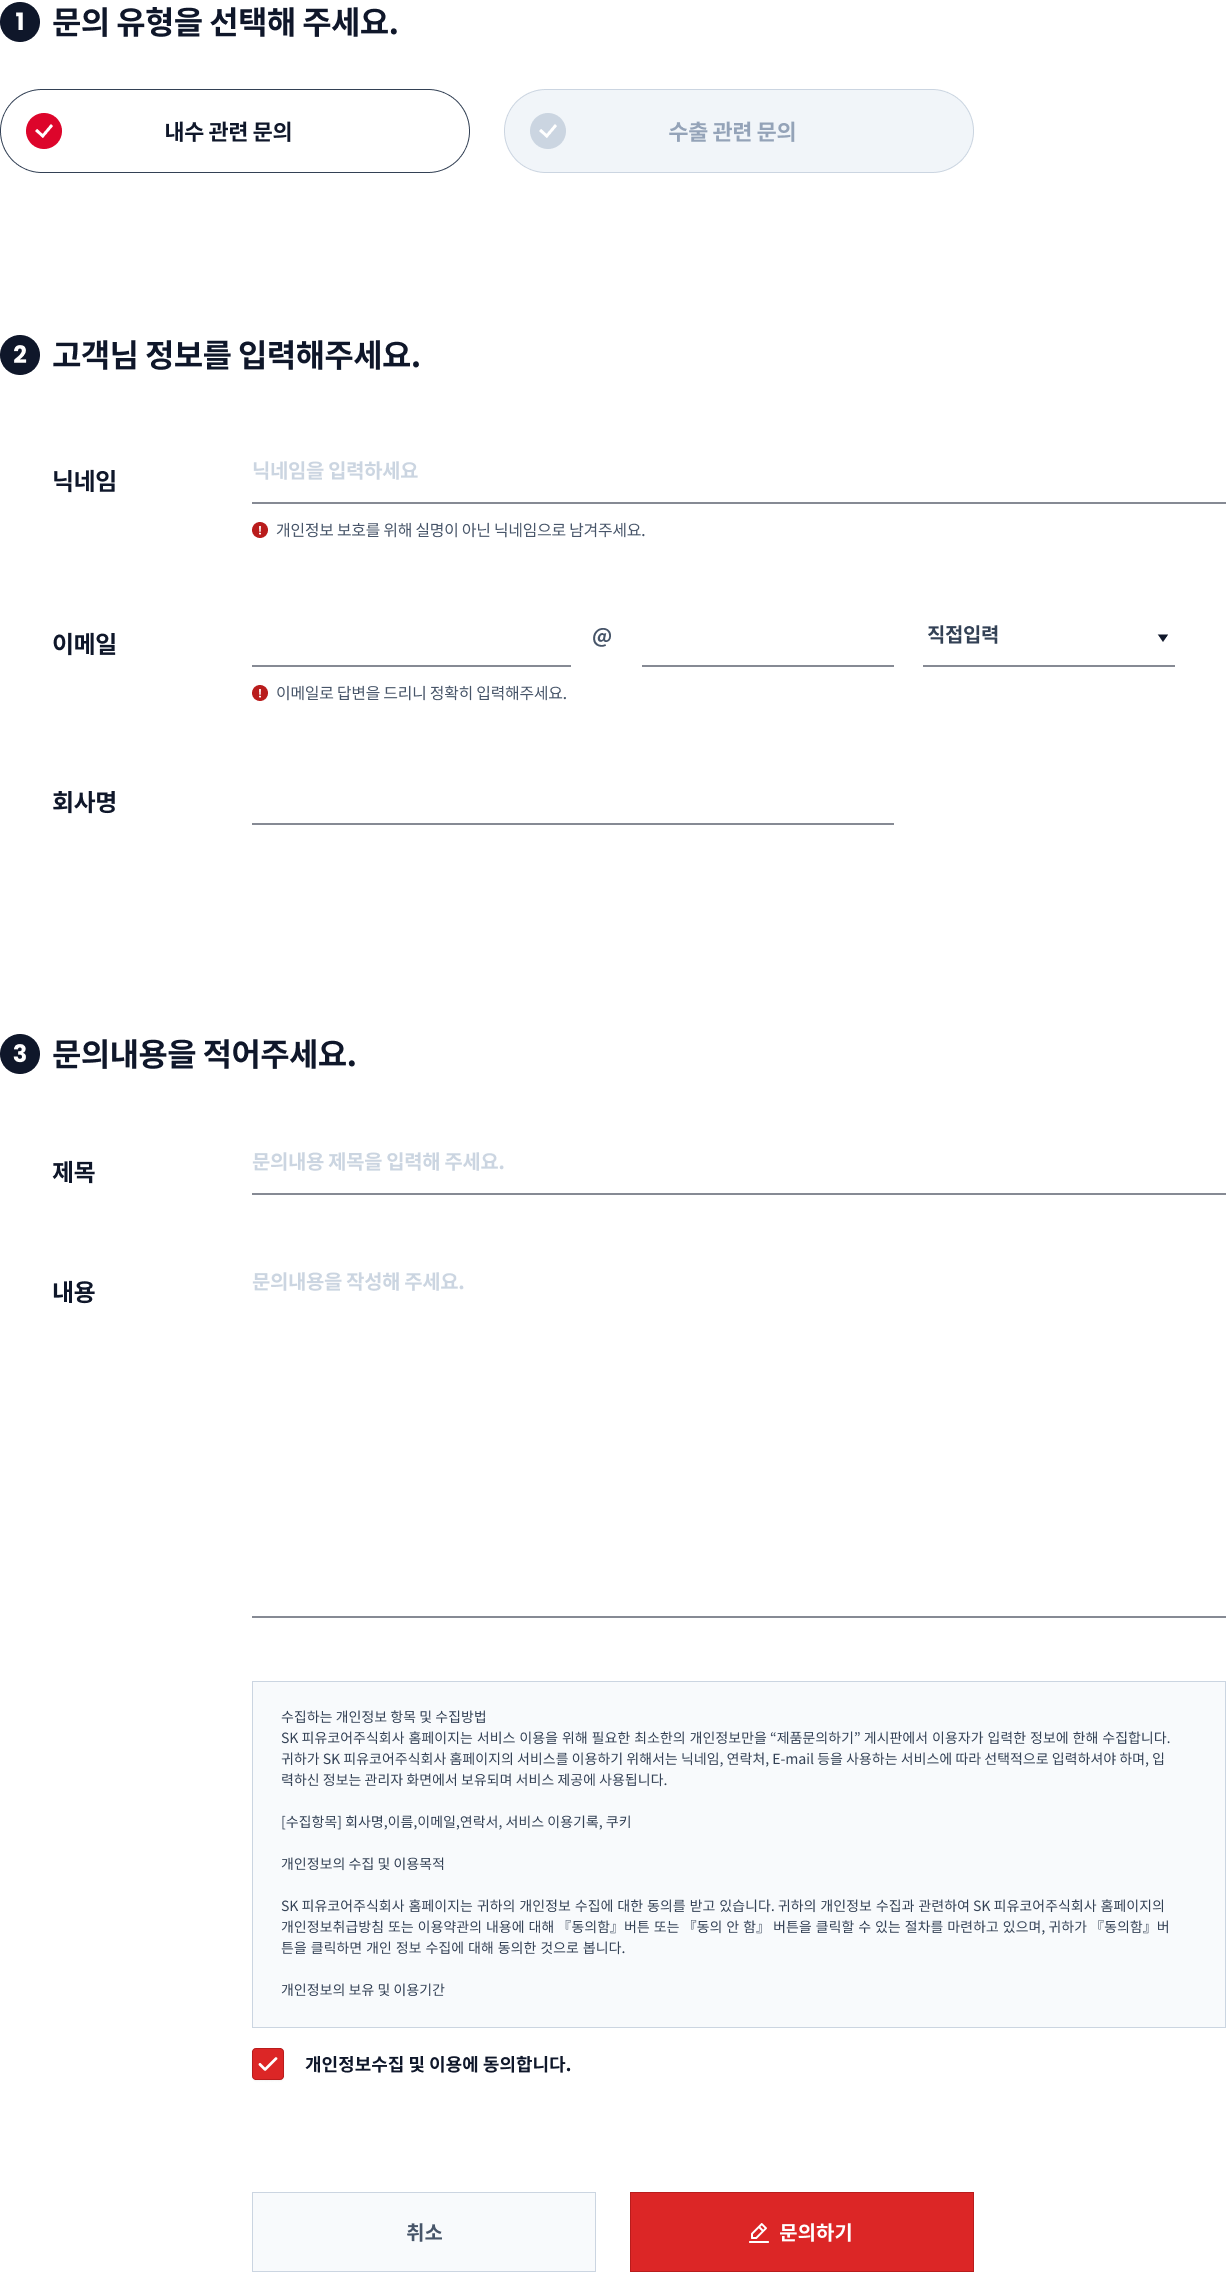 1 문의 유형을 선택해 주세요.
내수 관련 문의
수출 관련 문의
2 고객님 정보를 입력해주세요.
닉네임
닉네임을 입력하세요
! 개인정보 보호를 위해 실명이 아닌 닉네임으로 남겨주세요.
이메일
@
직접입력
! 이메일로 답변을 드리니 정확히 입력해주세요.
회사명
3 문의내용을 적어주세요.
제목
문의내용 제목을 입력해 주세요.
내용
문의내용을 작성해 주세요.
수집하는 개인정보 항목 및 수집방법
SK 피유코어주식회사 홈페이지는 서비스 이용을 위해 필요한 최소한의 개인정보만을 “제품문의하기” 게시판에서 이용자가 입력한 정보에 한해 수집합니다.
귀하가 SK 피유코어주식회사 홈페이지의 서비스를 이용하기 위해서는 닉네임, 연락처, E-mail 등을 사용하는 서비스에 따라 선택적으로 입력하셔야 하며, 입
력하신 정보는 관리자 화면에서 보유되며 서비스 제공에 사용됩니다.
[수집항목] 회사명,이름,이메일,연락서, 서비스 이용기록, 쿠키
개인정보의 수집 및 이용목적
SK 피유코어주식회사 홈페이지는 귀하의 개인정보 수집에 대한 동의를 받고 있습니다. 귀하의 개인정보 수집과 관련하여 SK 피유코어주식회사 홈페이지의
개인정보취급방침 또는 이용약관의 내용에 대해 『동의함』버튼 또는 『동의 안 함』 버튼을 클릭할 수 있는 절차를 마련하고 있으며, 귀하가 『동의함』버
튼을 클릭하면 개인 정보 수집에 대해 동의한 것으로 봅니다.
개인정보의 보유 및 이용기간
개인정보수집 및 이용에 동의합니다.
취소
문의하기